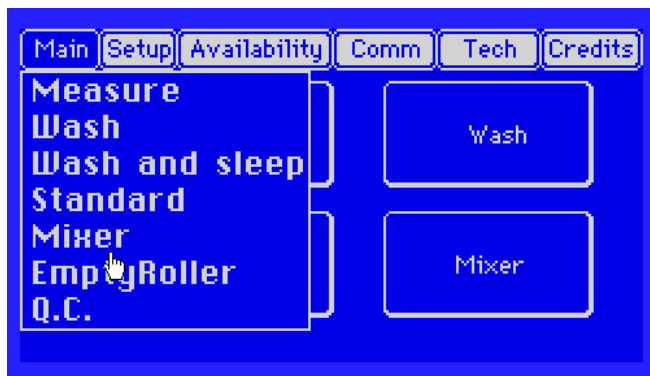 Main Setup Availability Comm Tech Credits
Measure
Wash
Wash and sleep
Standard
Mixer
EmptyRoller
Q.C.
Wash
Mixer